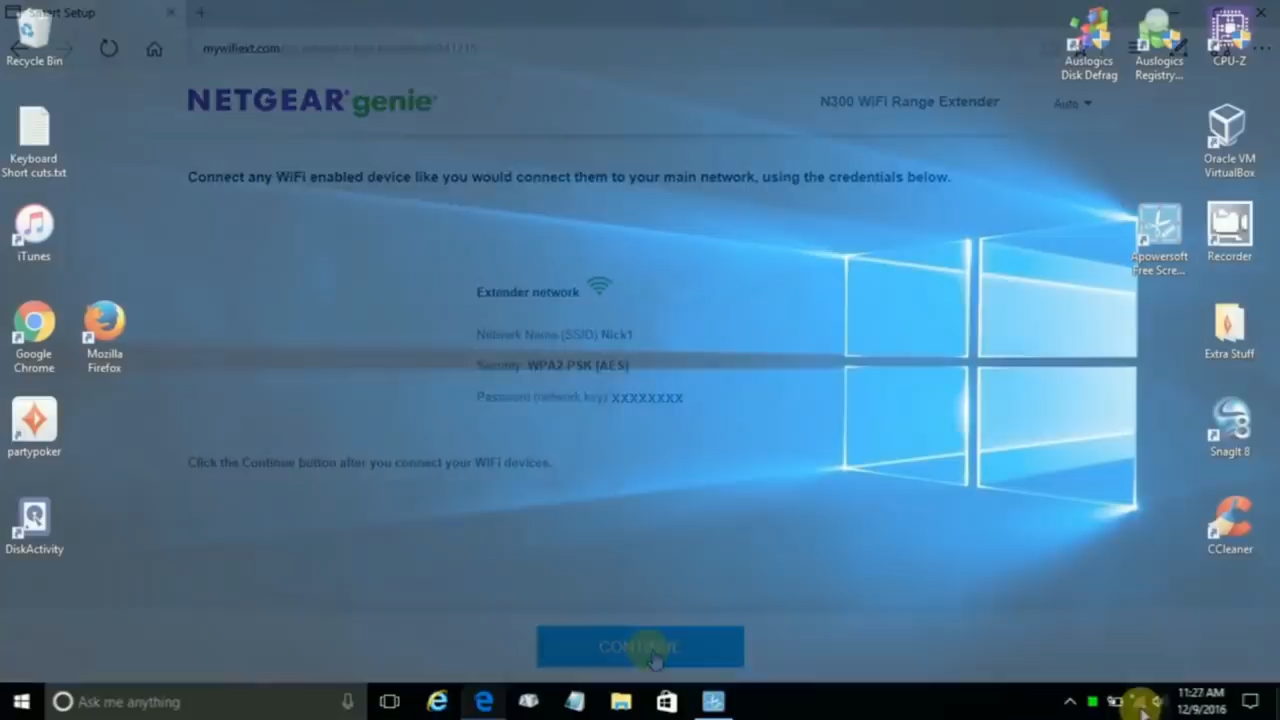 Smart Setup
Recycle Bin
mywifiext.com
Auslogics
Disk Defrag
Auslogics
Registry...
CPU-Z
NETGEAR genie
N300 WiFi Range Extender
Auto
Keyboard
Short cuts.txt
Oracle VM
VirtualBox
Connect any WiFi enabled device like you would connect them to your main network, using the credentials below.
iTunes
Apowersoft
Free Scre...
Recorder
Extender network
Network Name (SSID) Nick1
Google
Chrome
Mozilla
Firefox
Extra Stuff
Security WPA2-PSK [AES]
Password (network key) XXXXXXXX
partypoker
SnagIt 8
Click the Continue button after you connect your WiFi devices.
DiskActivity
CCleaner
CONTINUE
Ask me anything
11:27 AM
12/9/2016